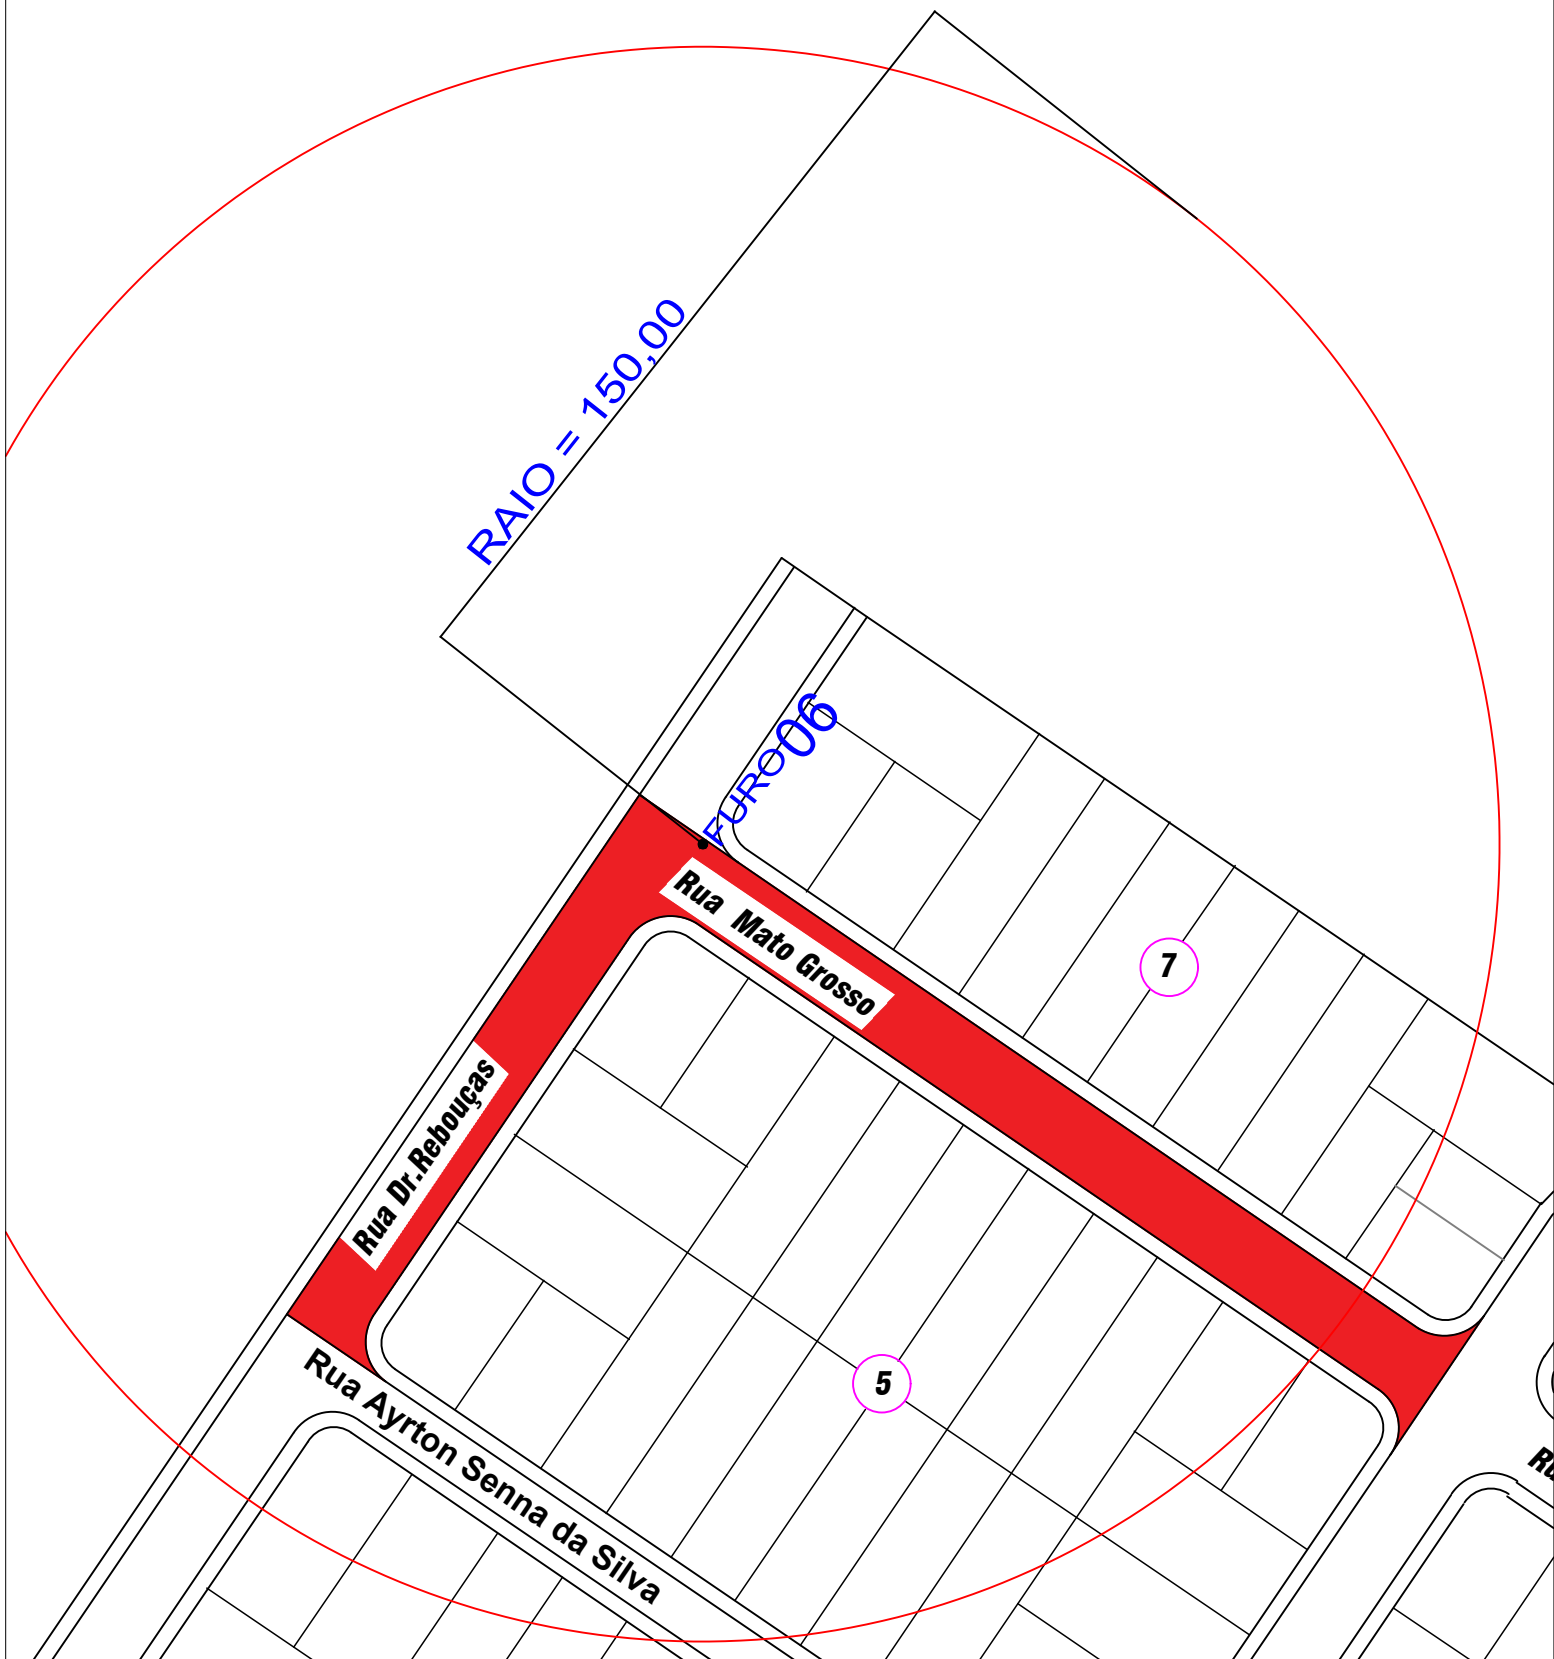 RAIO = 150,00
FURO 06
Rua Mato Grosso
7
Rua Dr.Rebouças
5
Rua Ayrton Senna da Silva